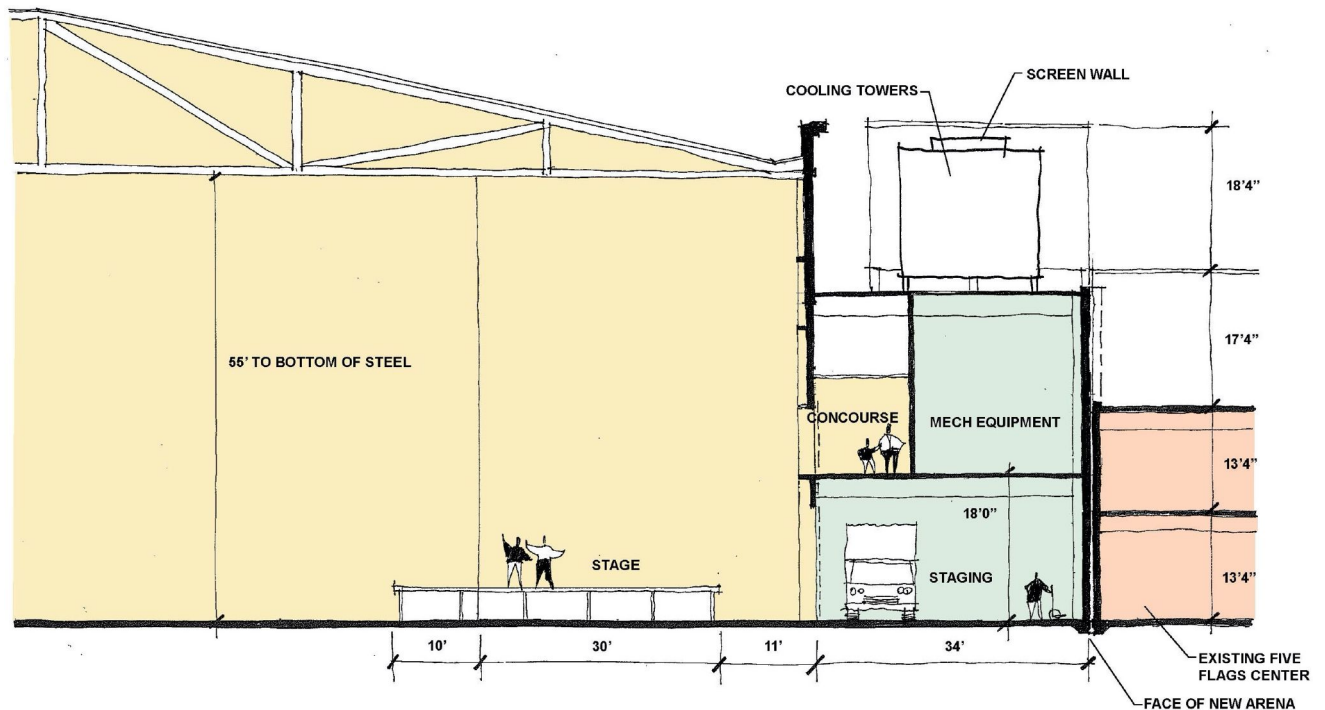 SCREEN WALL
COOLING TOWERS
18'4"
55' TO BOTTOM OF STEEL
17'4"
CONCOURSE
MECH EQUIPMENT
13'4"
18'0"
STAGE
STAGING
13'4"
10'
30'
11'
34'
EXISTING FIVE
FLAGS CENTER
FACE OF NEW ARENA